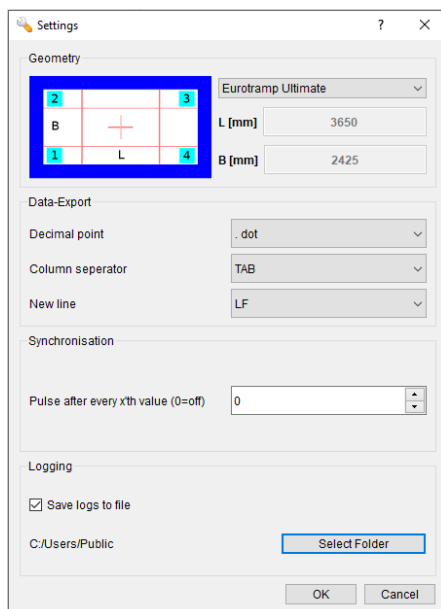 Settings
Geometry
2 3
B
1 L 4
Eurotramp Ultimate
L [mm] 3650
B [mm] 2425
Data-Export
Decimal point . dot
Column seperator TAB
New line LF
Synchronisation
Pulse after every x'th value (0=off) 0
Logging
Save logs to file
C:/Users/Public Select Folder
OK Cancel